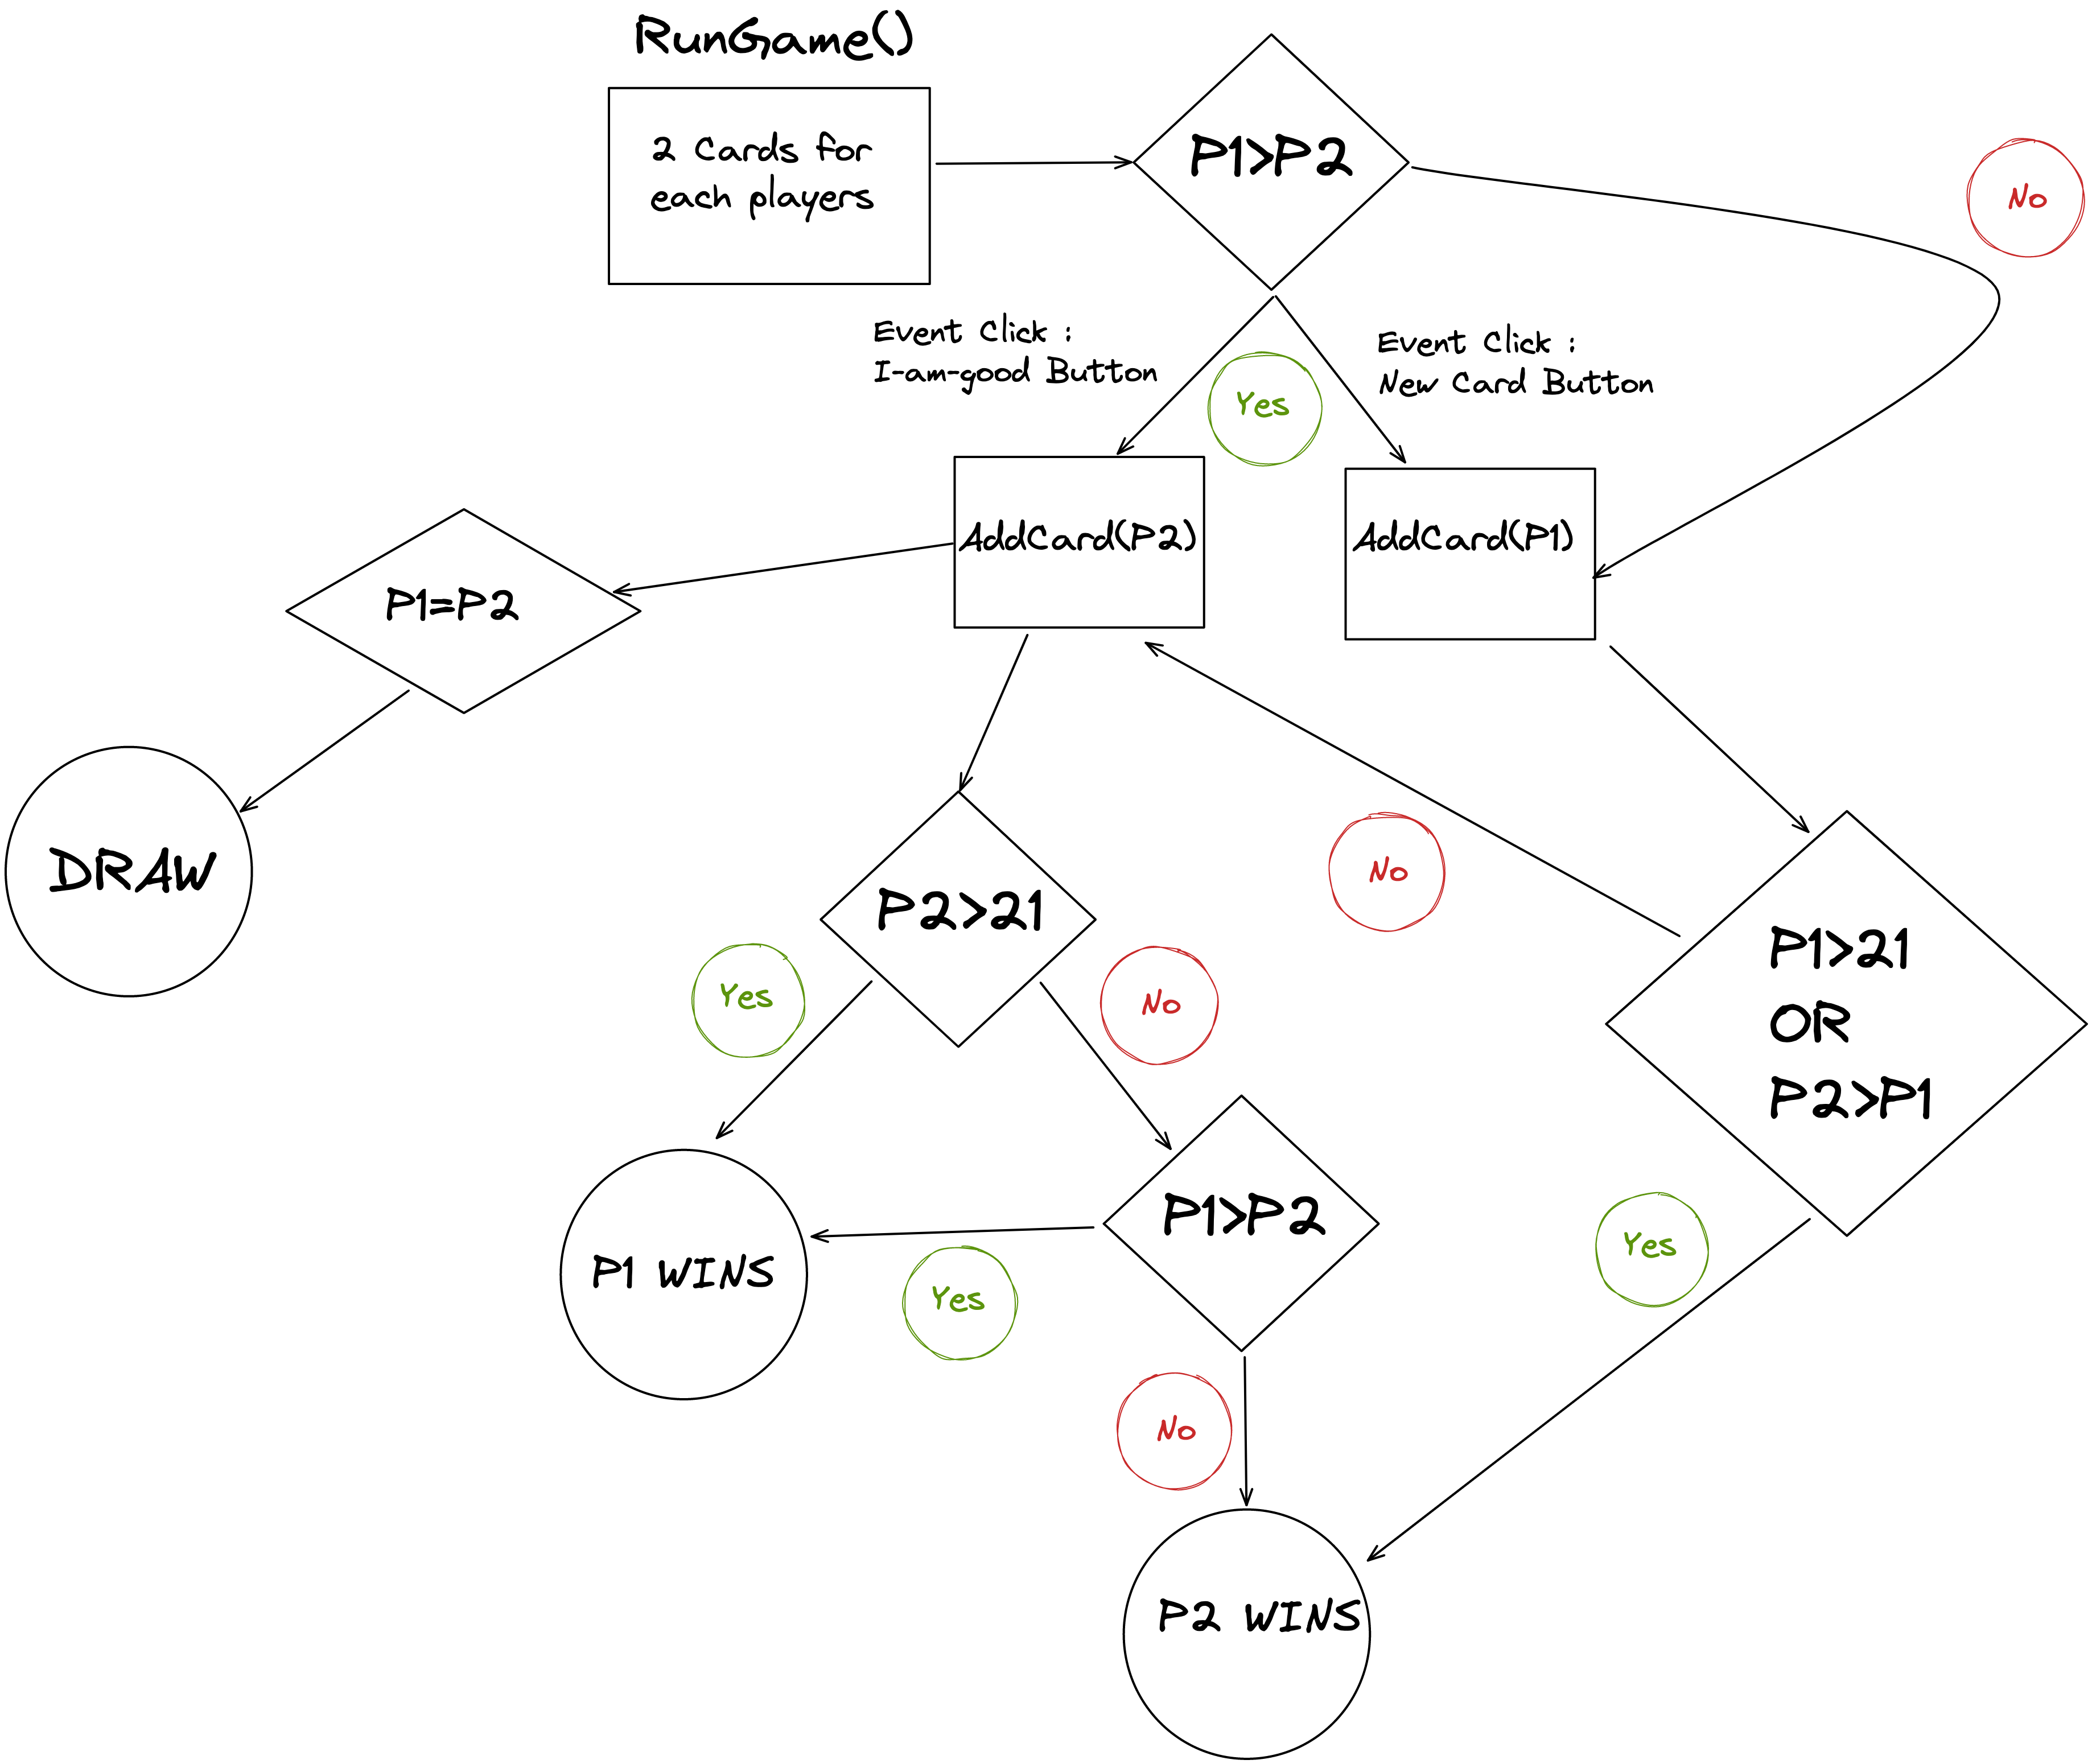 RunGame()
2 Cards for
each players
P1>P2
No
Event Click :
I-am-good Button
Yes
Event Click :
New Card Button
AddCard(P2)
AddCard(P1)
P1=P2
DRAW
P2>21
No
P1>21
OR
P2>P1
Yes
No
P1>P2
Yes
P1 WINS
Yes
No
P2 WINS